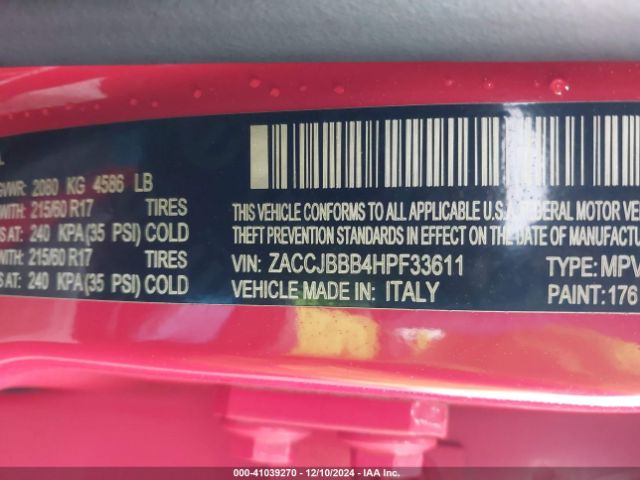 GVWR: 2080 KG 4586 LB
WITH: 215/60 R17 TIRES
S AT: 240 KPA(35 PSI) COLD
WITH: 215/60 R17 TIRES
S AT: 240 KPA(35 PSI) COLD
THIS VEHICLE CONFORMS TO ALL APPLICABLE U.S.A. FEDERAL MOTOR VE
THEFT PREVENTION STANDARDS IN EFFECT ON THE DATE OF MANUFACTUR
VIN: ZACCJBBB4HPF33611 TYPE: MPV
VEHICLE MADE IN: ITALY PAINT: 176
000-41039270 - 12/10/2024 - IAA Inc.